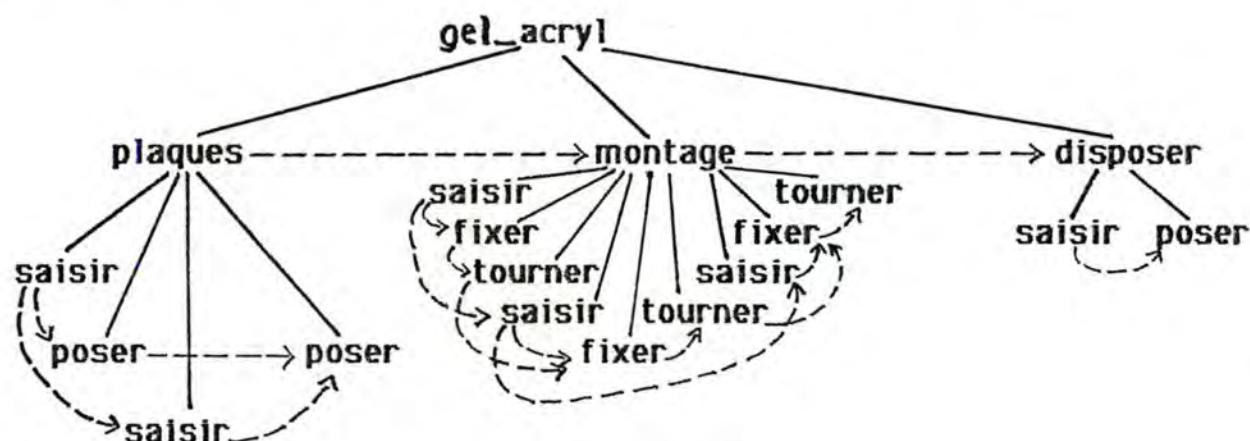 gel_acryl
plaques montage disposer
saisir tourner
fixer fixer saisir poser
saisir tourner saisir
saisir tourner
poser poser fixer
saisir